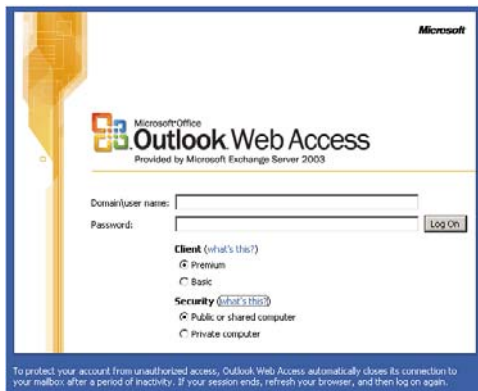 Microsoft
Microsoft Office
Outlook Web Access
Provided by Microsoft Exchange Server 2003
Domain\user name:
Password:
Log On
Client (what's this?)
Premium
Basic
Security (what's this?)
Public or shared computer
Private computer
To protect your account from unauthorized access, Outlook Web Access automatically closes its connection to
your mailbox after a period of inactivity. If your session ends, refresh your browser, and then log on again.